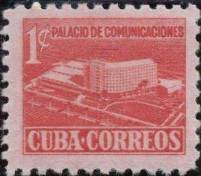 1¢ PALACIO DE COMUNICACIONES
CUBA·CORREOS